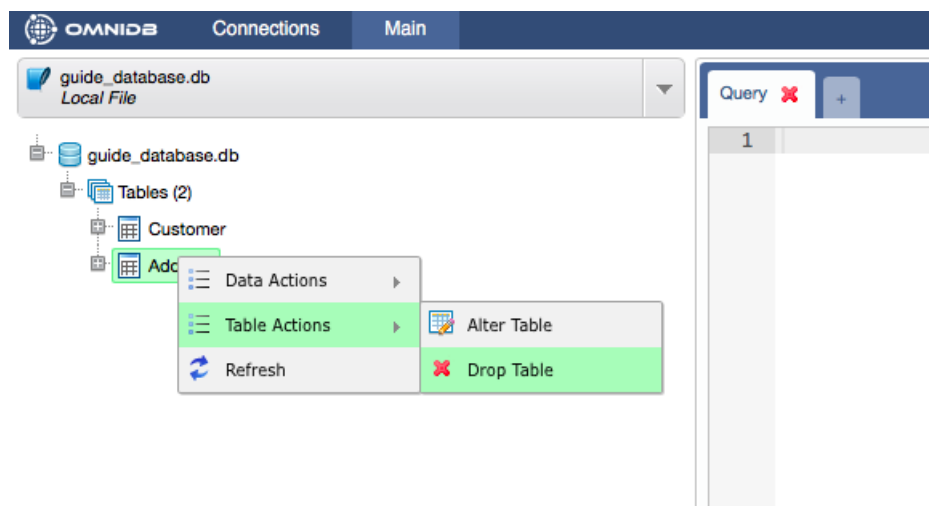 OMNIDB Connections Main
guide_database.db
Local File
Query +
1
guide_database.db
Tables (2)
Customer
Data Actions
Table Actions
Refresh
Alter Table
Drop Table